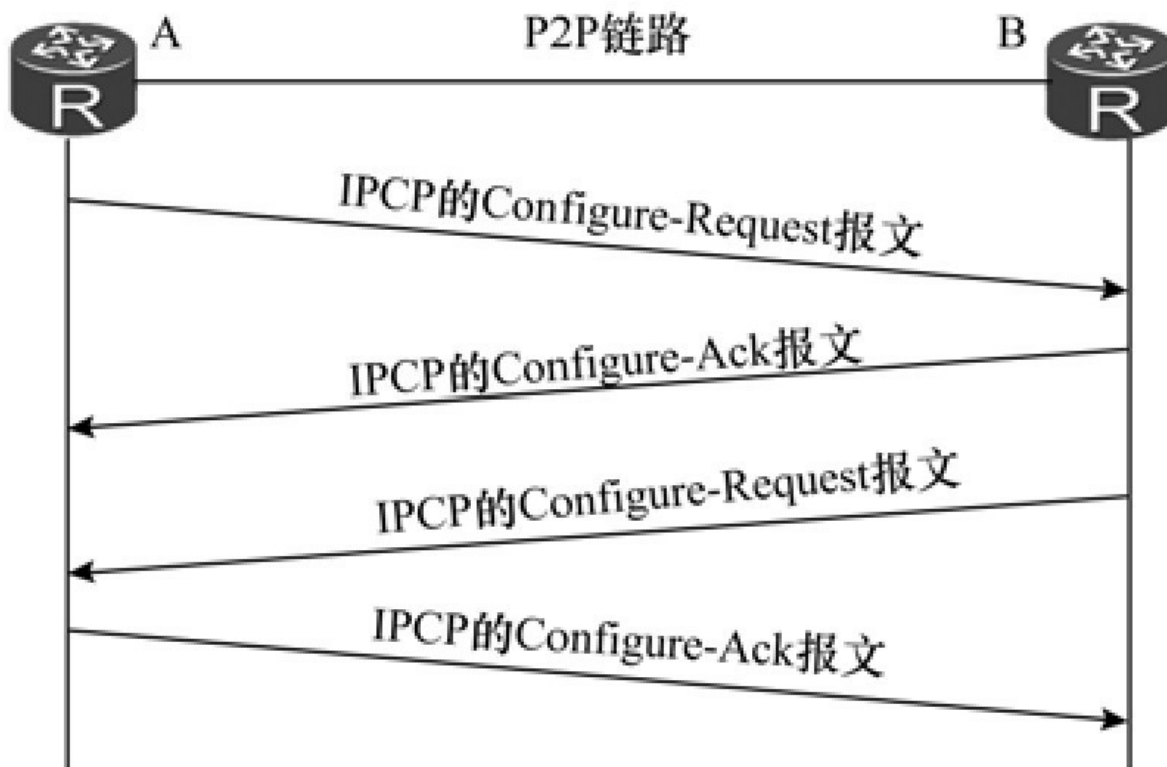 A P2P链路 B
R R
IPCP的Configure-Request报文
IPCP的Configure-Ack报文
IPCP的Configure-Request报文
IPCP的Configure-Ack报文